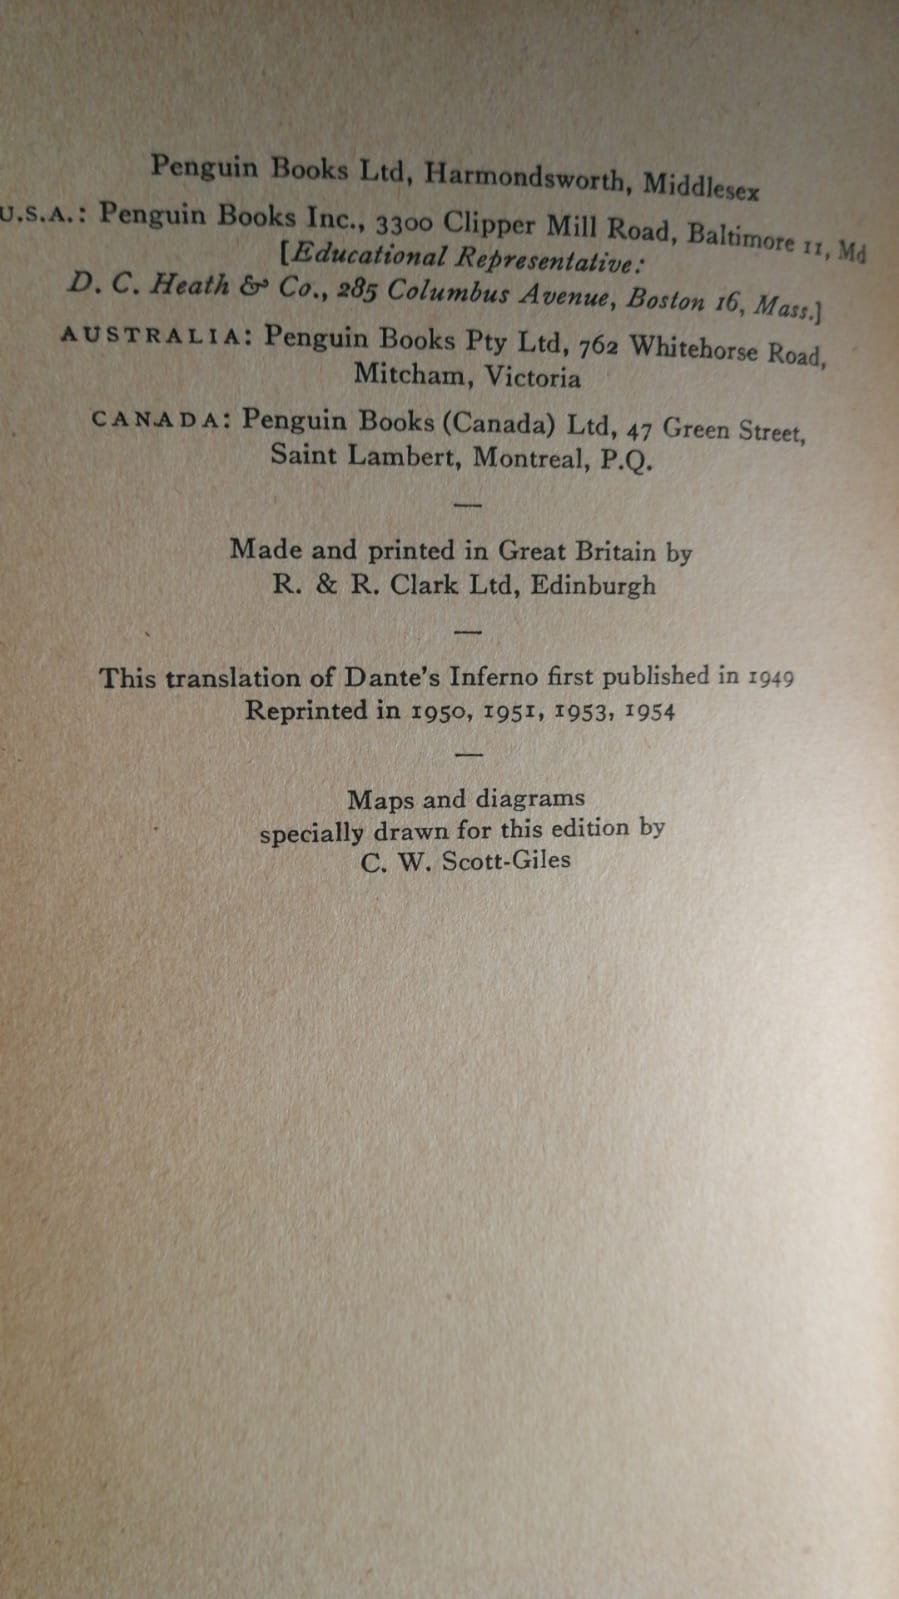 Penguin Books Ltd, Harmondsworth, Middlesex
U.S.A.: Penguin Books Inc., 3300 Clipper Mill Road, Baltimore 11, Md
[Educational Representative:
D. C. Heath & Co., 285 Columbus Avenue, Boston 16, Mass.]
AUSTRALIA: Penguin Books Pty Ltd, 762 Whitehorse Road,
Mitcham, Victoria
CANADA: Penguin Books (Canada) Ltd, 47 Green Street,
Saint Lambert, Montreal, P.Q.
—
Made and printed in Great Britain by
R. & R. Clark Ltd, Edinburgh
—
This translation of Dante's Inferno first published in 1949
Reprinted in 1950, 1951, 1953, 1954
—
Maps and diagrams
specially drawn for this edition by
C. W. Scott-Giles